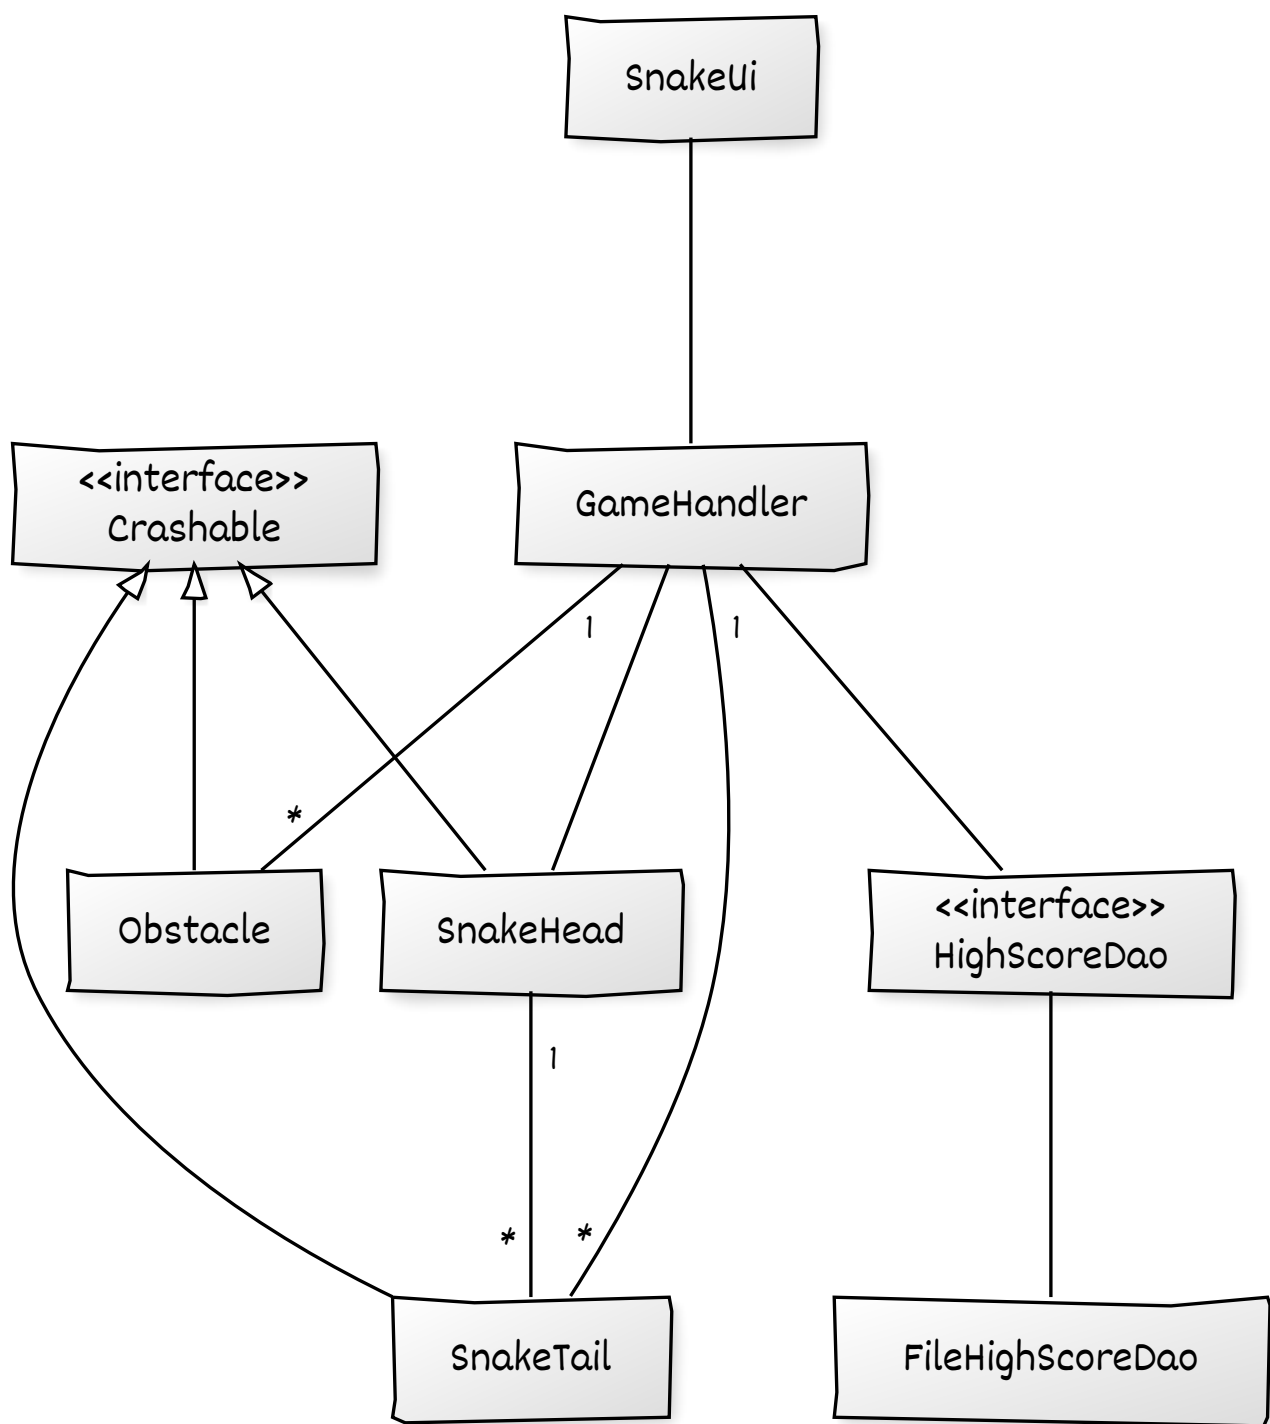 SnakeUi
<<interface>>
Crashable
GameHandler
1
1
*
Obstacle
SnakeHead
<<interface>>
HighScoreDao
1
*
*
SnakeTail
FileHighScoreDao